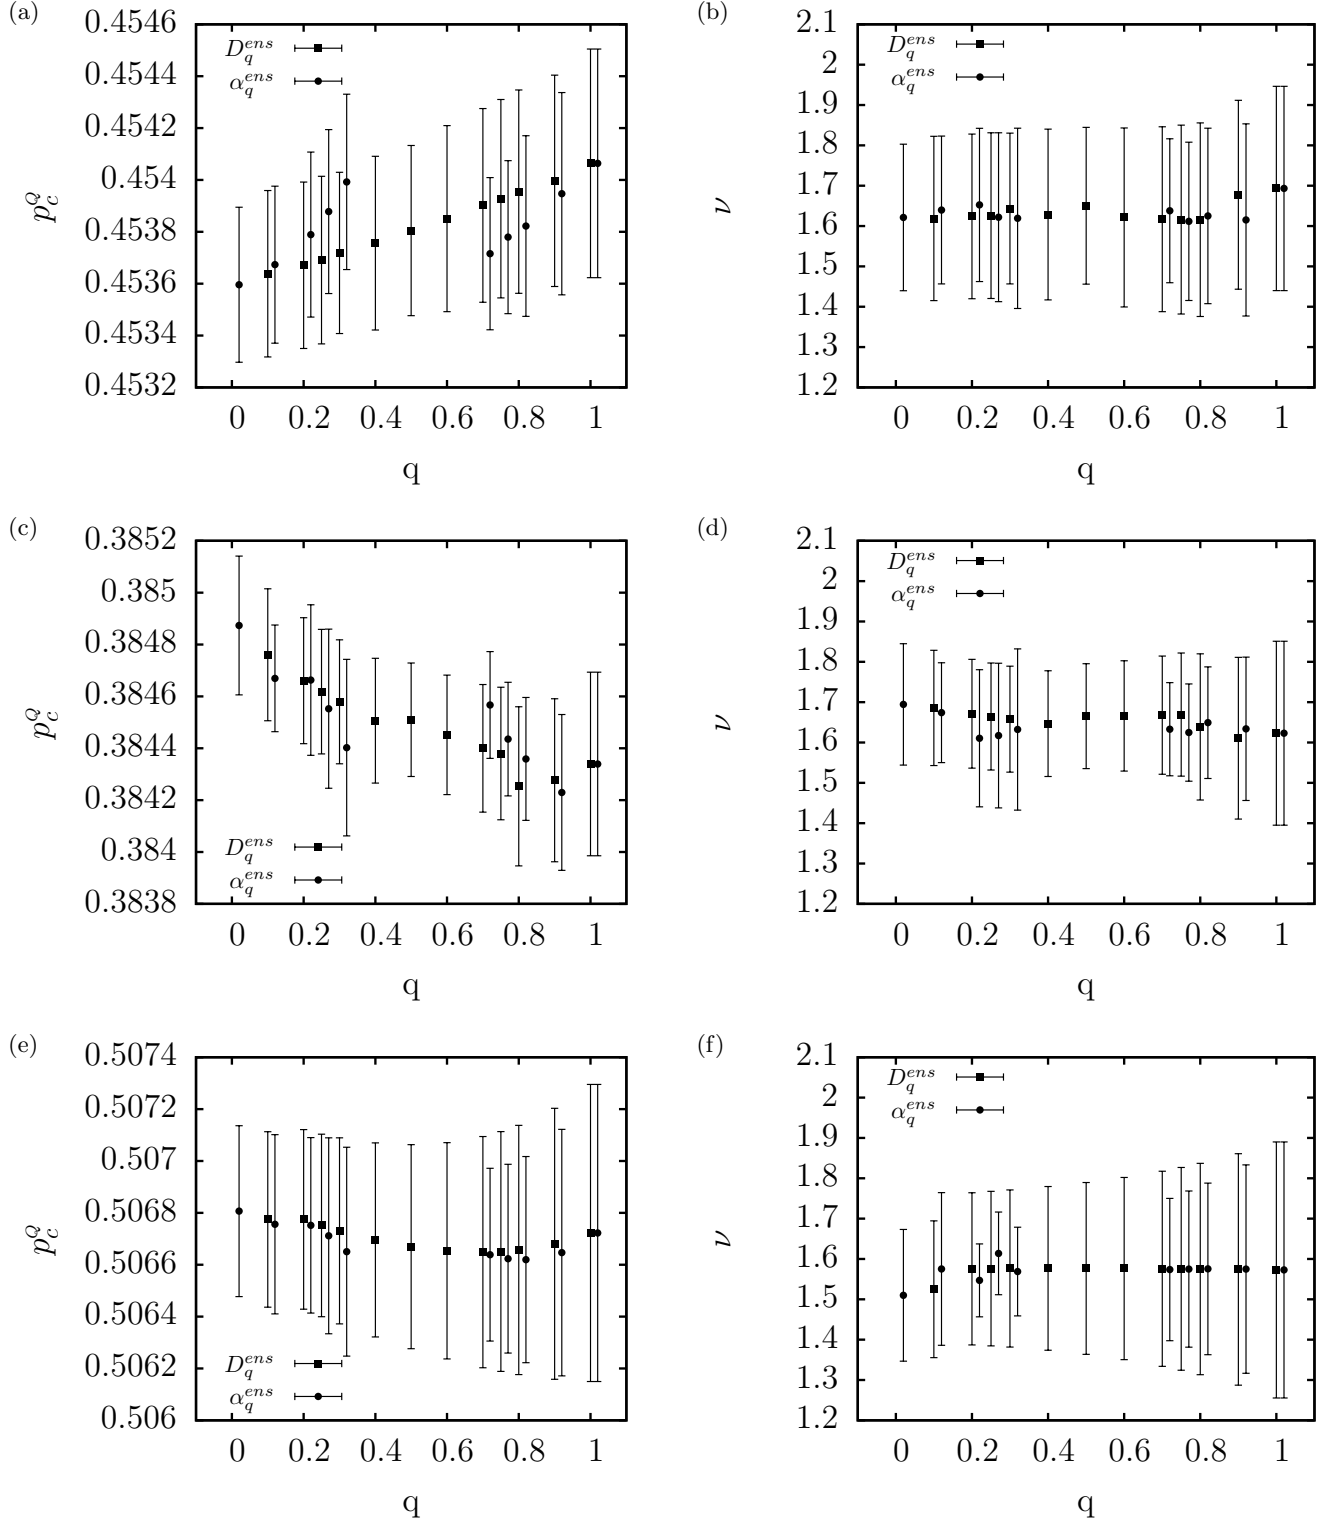 (a)
0.4546
0.4544
0.4542
0.454
0.4538
0.4536
0.4534
0.4532
p_c^Q
D_q^{ens}
α_q^{ens}
0 0.2 0.4 0.6 0.8 1
q
(b)
2.1
2
1.9
1.8
1.7
1.6
1.5
1.4
1.3
1.2
ν
D_q^{ens}
α_q^{ens}
0 0.2 0.4 0.6 0.8 1
q
(c)
0.3852
0.385
0.3848
0.3846
0.3844
0.3842
0.384
0.3838
p_c^Q
D_q^{ens}
α_q^{ens}
0 0.2 0.4 0.6 0.8 1
q
(d)
2.1
2
1.9
1.8
1.7
1.6
1.5
1.4
1.3
1.2
ν
D_q^{ens}
α_q^{ens}
0 0.2 0.4 0.6 0.8 1
q
(e)
0.5074
0.5072
0.507
0.5068
0.5066
0.5064
0.5062
0.506
p_c^Q
D_q^{ens}
α_q^{ens}
0 0.2 0.4 0.6 0.8 1
q
(f)
2.1
2
1.9
1.8
1.7
1.6
1.5
1.4
1.3
1.2
ν
D_q^{ens}
α_q^{ens}
0 0.2 0.4 0.6 0.8 1
q